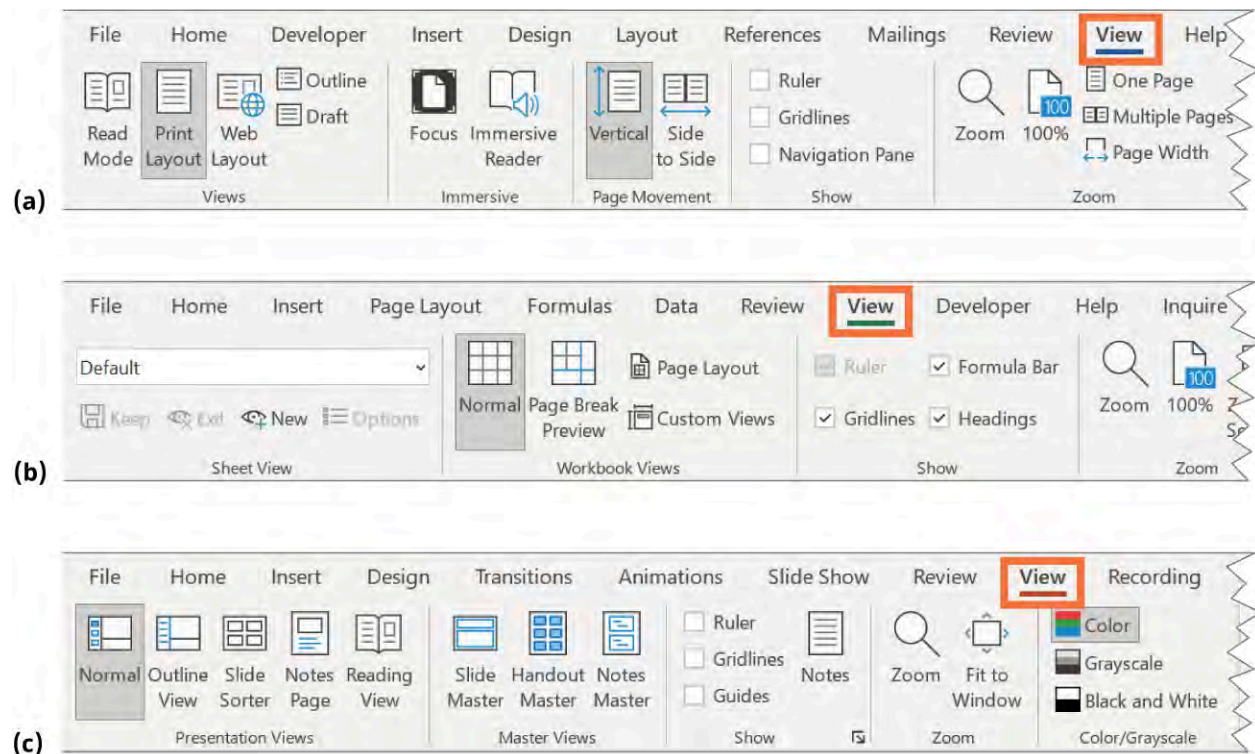 File Home Developer Insert Design Layout References Mailings Review View Help
Read Mode
Print Layout
Web Layout
Outline
Draft
Views
Focus
Immersive Reader
Immersive
Vertical
Side to Side
Page Movement
Ruler
Gridlines
Navigation Pane
Show
Zoom
100
100%
One Page
Multiple Pages
Page Width
Zoom
(a)
File Home Insert Page Layout Formulas Data Review View Developer Help Inquire
Default
Keep Exit New Options
Sheet View
Normal
Page Break Preview
Page Layout
Custom Views
Workbook Views
Ruler
Formula Bar
Gridlines
Headings
Show
Zoom
100
100%
Zoom
(b)
File Home Insert Design Transitions Animations Slide Show Review View Recording
Normal
Outline View
Slide Sorter
Notes Page
Reading View
Presentation Views
Slide Master
Handout Master
Notes Master
Master Views
Ruler
Gridlines
Guides
Notes
Show
Zoom
Fit to Window
Zoom
Color
Grayscale
Black and White
Color/Grayscale
(c)